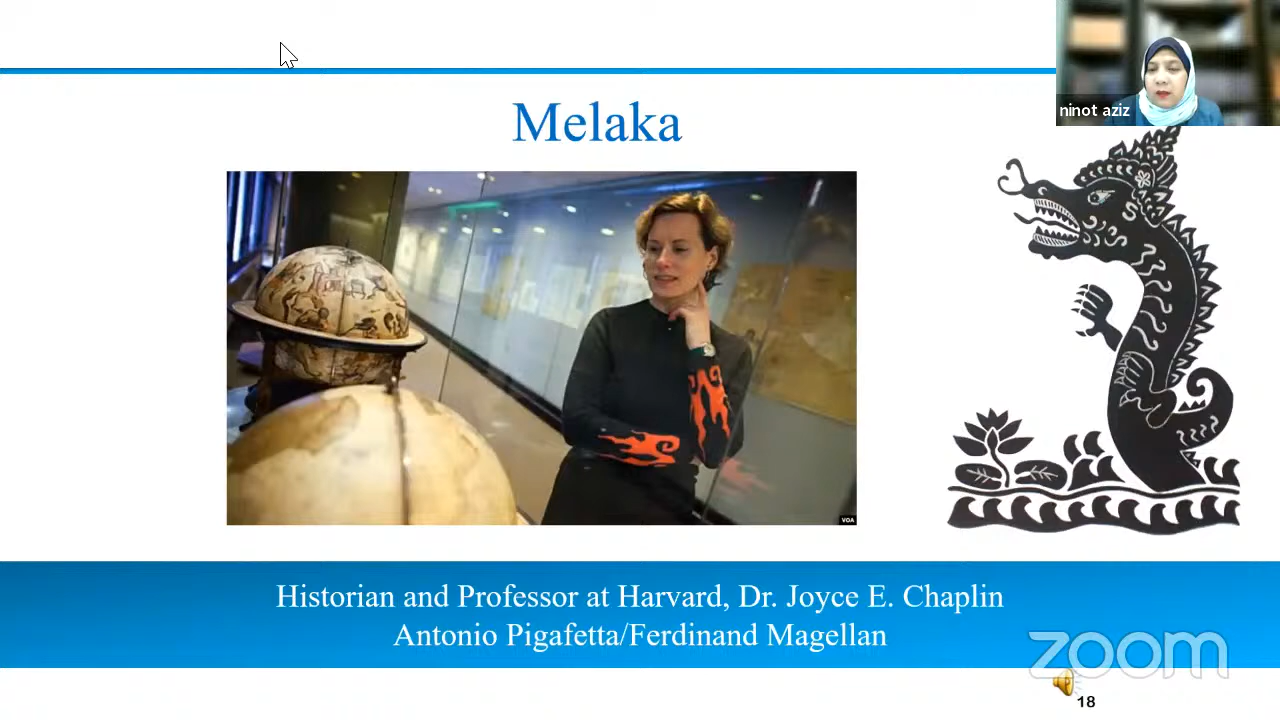 ninot aziz
Melaka
VOA
Historian and Professor at Harvard, Dr. Joyce E. Chaplin
Antonio Pigafetta/Ferdinand Magellan
zoom
18